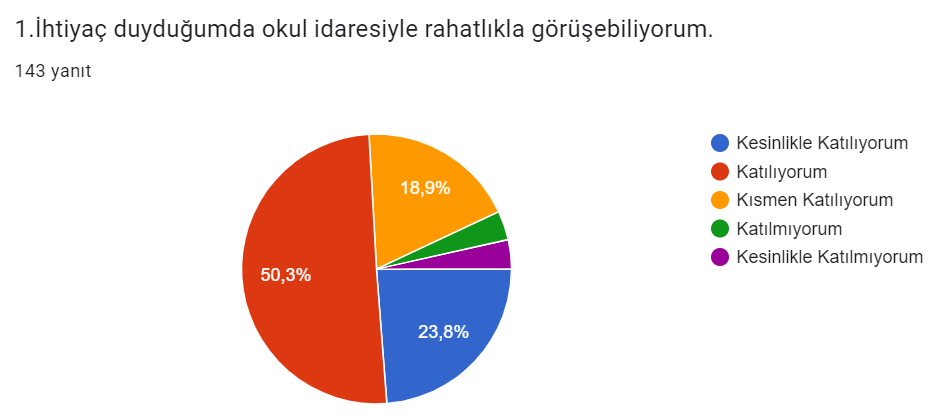 1.İhtiyaç duyduğumda okul idaresiyle rahatlıkla görüşebiliyorum.
143 yanıt
Kesinlikle Katılıyorum
Katılıyorum
Kısmen Katılıyorum
Katılmıyorum
Kesinlikle Katılmıyorum
18,9%
50,3%
23,8%